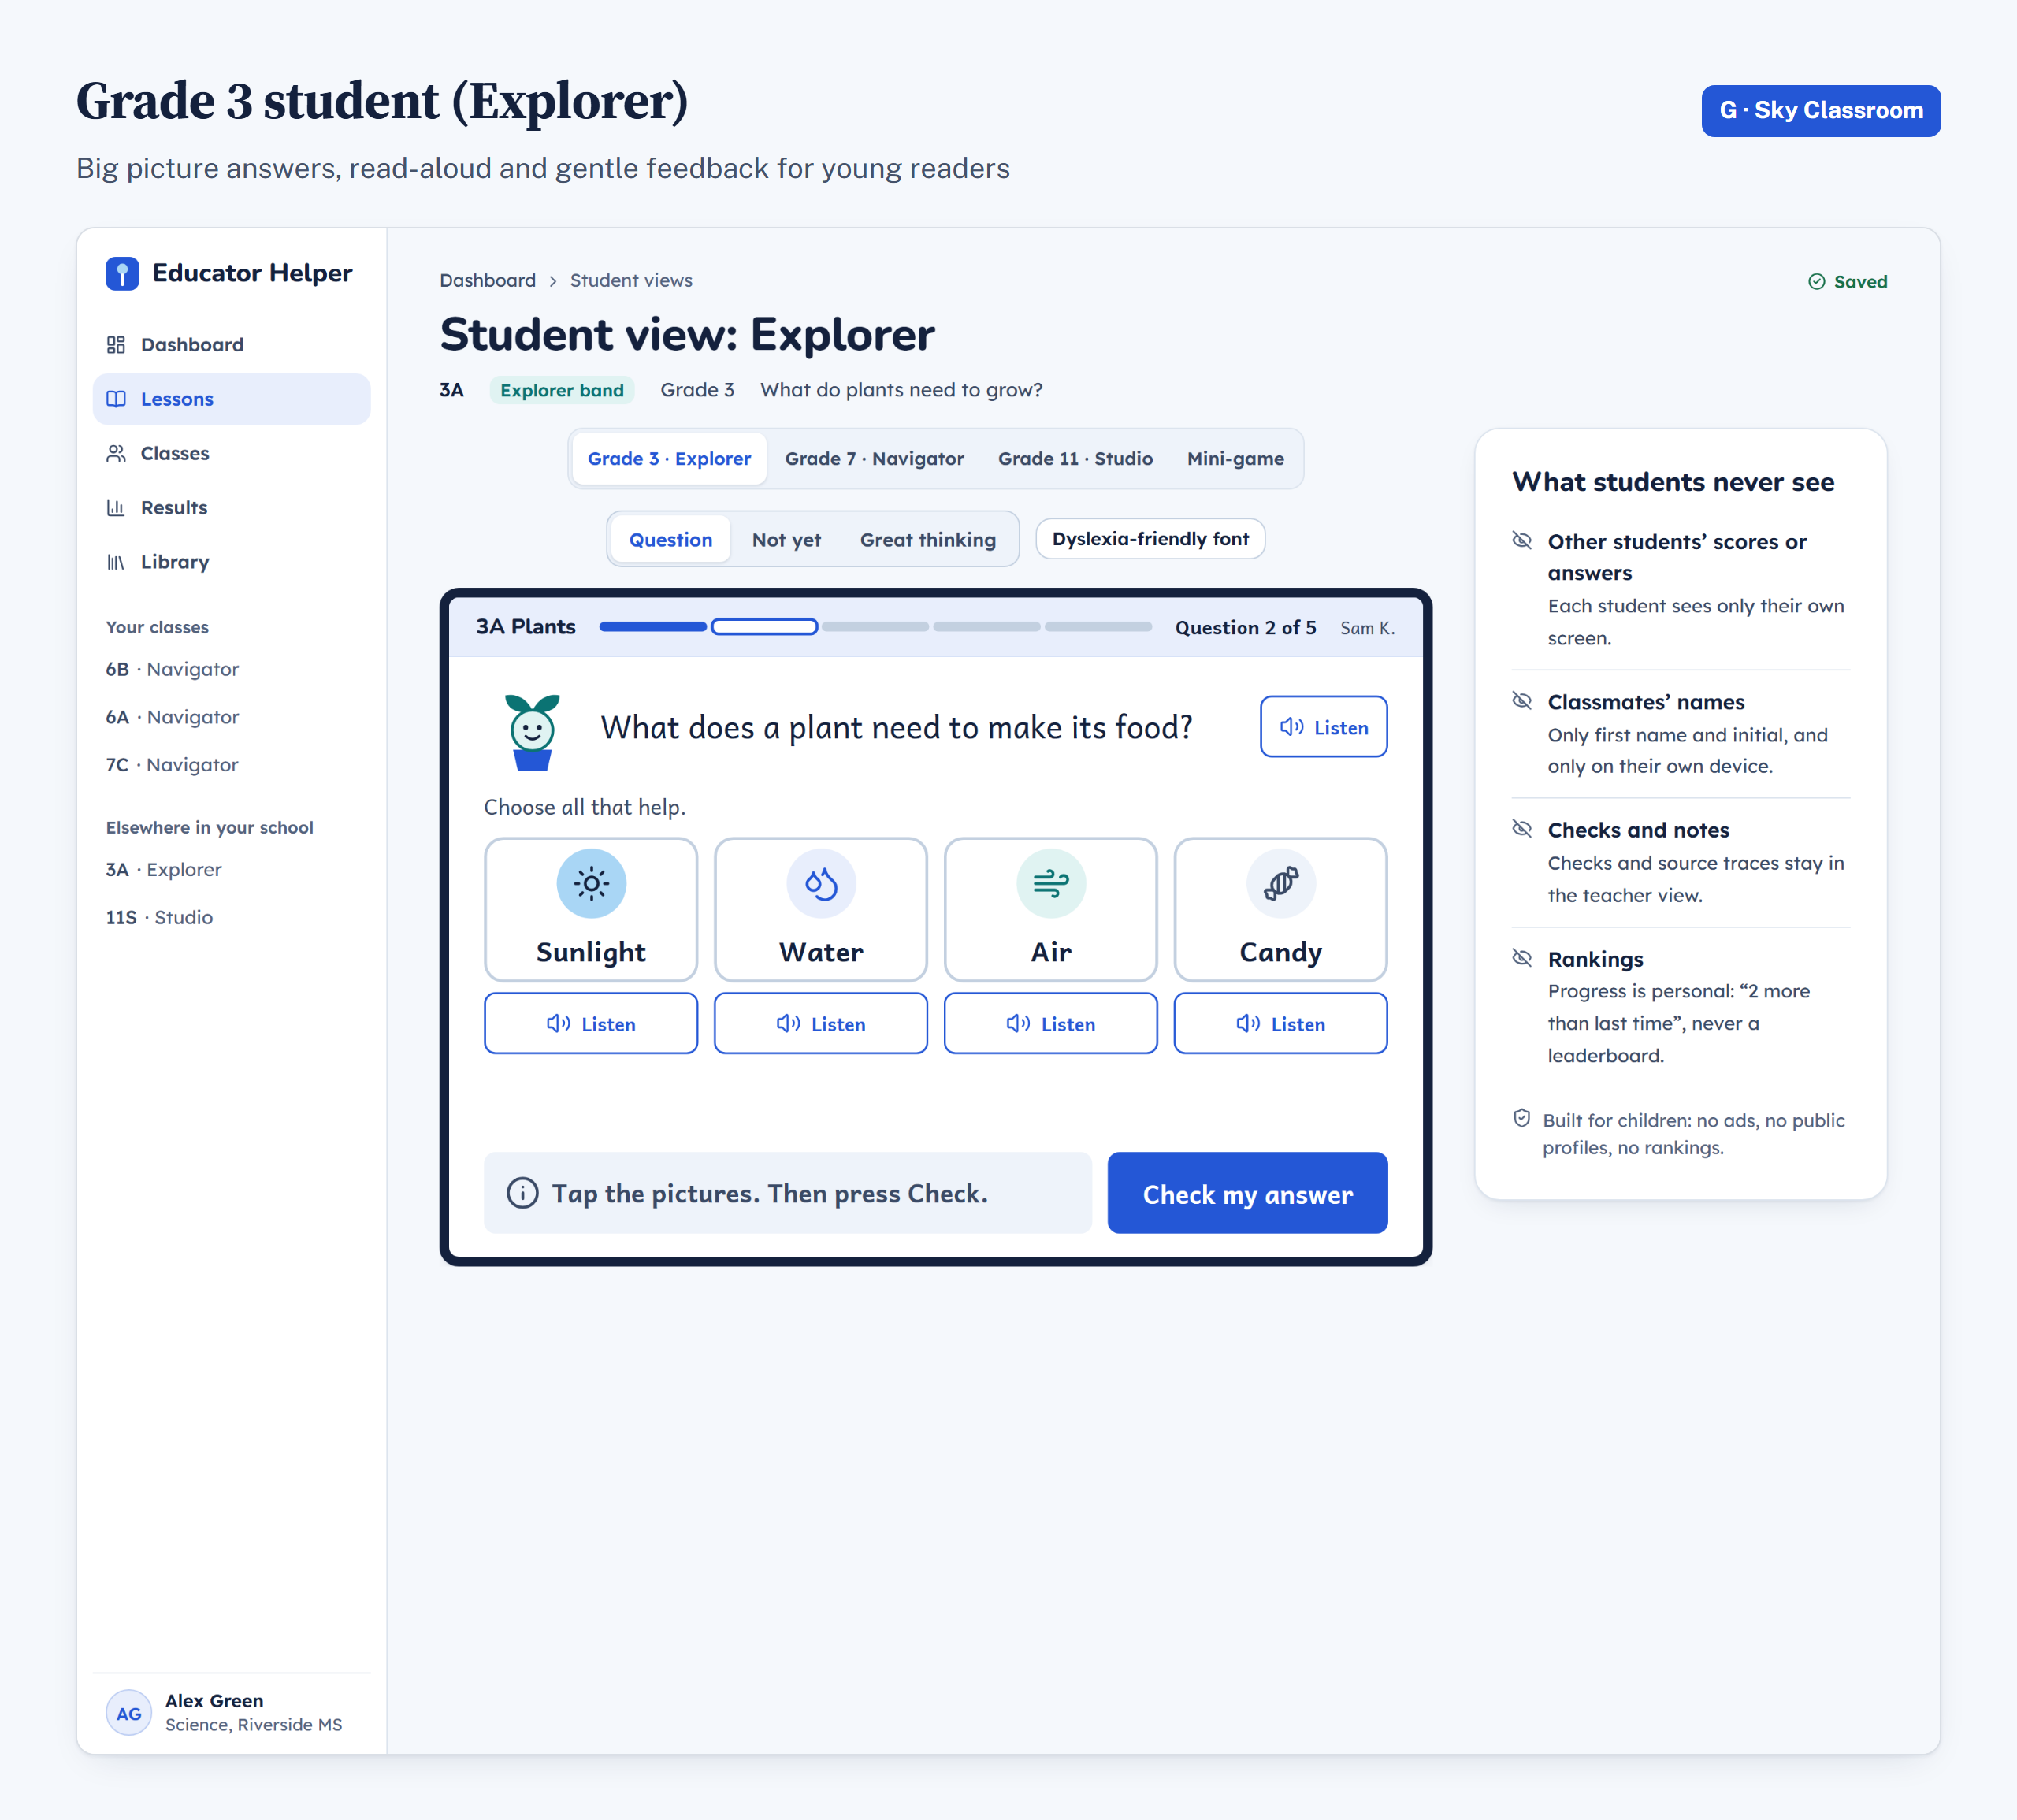 Grade 3 student (Explorer)
G · Sky Classroom
Big picture answers, read-aloud and gentle feedback for young readers
Educator Helper
Dashboard
Lessons
Classes
Results
Library
Your classes
6B · Navigator
6A · Navigator
7C · Navigator
Elsewhere in your school
3A · Explorer
11S · Studio
AG
Alex Green
Science, Riverside MS
Dashboard > Student views
Saved
Student view: Explorer
3A Explorer band Grade 3 What do plants need to grow?
Grade 3 · Explorer Grade 7 · Navigator Grade 11 · Studio Mini-game
Question Not yet Great thinking Dyslexia-friendly font
3A Plants Question 2 of 5 Sam K.
What does a plant need to make its food?
Listen
Choose all that help.
Sunlight Water Air Candy
Listen Listen Listen Listen
Tap the pictures. Then press Check.
Check my answer
What students never see
Other students’ scores or
answers
Each student sees only their own
screen.
Classmates’ names
Only first name and initial, and
only on their own device.
Checks and notes
Checks and source traces stay in
the teacher view.
Rankings
Progress is personal: “2 more
than last time”, never a
leaderboard.
Built for children: no ads, no public
profiles, no rankings.